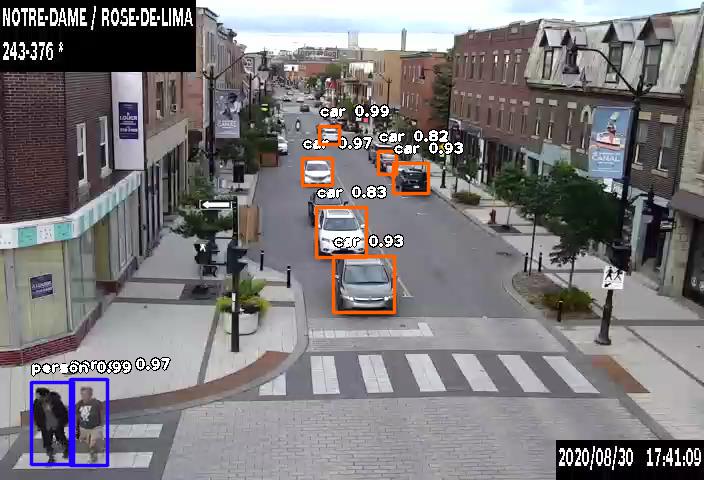 NOTRE-DAME / ROSE-DE-LIMA
243-376 *
car 0.99
car 0.82
car 0.97
car 0.93
car 0.83
car 0.93
person 0.99
0.97
À LOUER
CANAL
2020/08/30 17:41:09